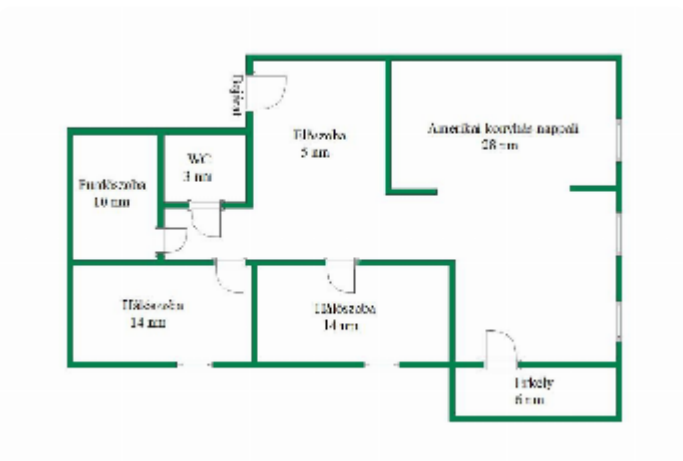 Bejárat
Előszoba
5 nm
Amerikai konyhás nappali
28 nm
WC
3 nm
Fürdőszoba
10 nm
Hálószoba
14 nm
Hálószoba
14 nm
Erkély
6 nm